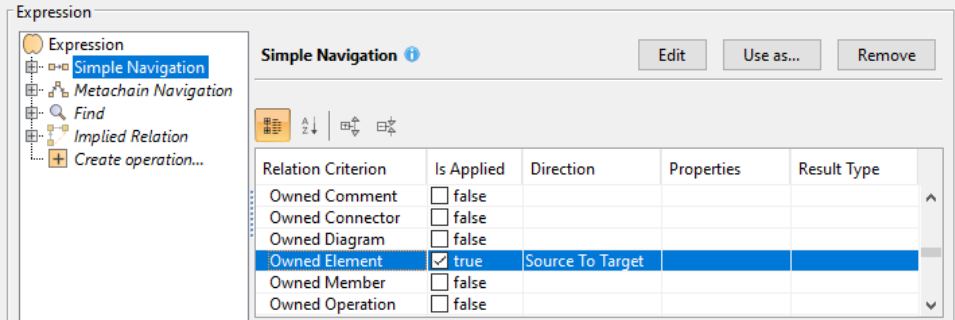 Expression
Expression
Simple Navigation
Metachain Navigation
Find
Implied Relation
Create operation...
Simple Navigation
Edit
Use as...
Remove
Relation Criterion Is Applied Direction Properties Result Type
Owned Comment false
Owned Connector false
Owned Diagram false
Owned Element true Source To Target
Owned Member false
Owned Operation false